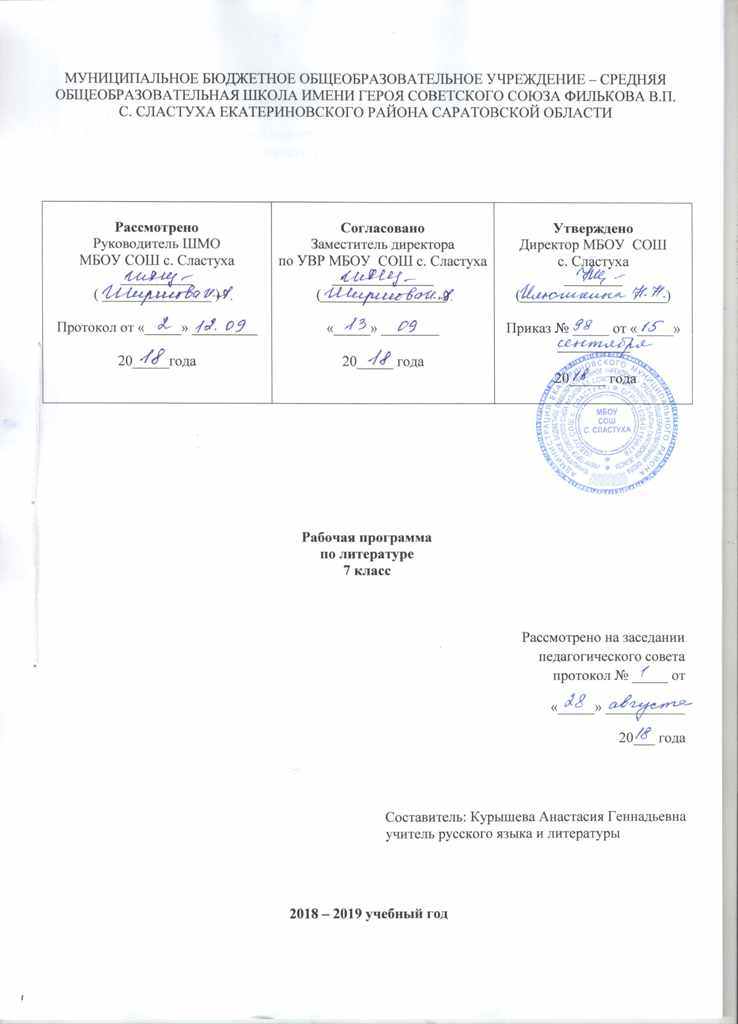 МУНИЦИПАЛЬНОЕ БЮДЖЕТНОЕ ОБЩЕОБРАЗОВАТЕЛЬНОЕ УЧРЕЖДЕНИЕ – СРЕДНЯЯ
ОБЩЕОБРАЗОВАТЕЛЬНАЯ ШКОЛА ИМЕНИ ГЕРОЯ СОВЕТСКОГО СОЮЗА ФИЛЬКОВА В.П.
С. СЛАСТУХА ЕКАТЕРИНОВСКОГО РАЙОНА САРАТОВСКОЙ ОБЛАСТИ
Рассмотрено
Руководитель ШМО
МБОУ СОШ с. Сластуха
Протокол от « 2 » 12. 09
20 18 года
Согласовано
Заместитель директора
по УВР МБОУ СОШ с. Сластуха
« 13 » 09
20 18 года
Утверждено
Директор МБОУ СОШ
с. Сластуха
(Илюшкина Н.Н.)
Приказ № 98 от « 15 »
сентября
20 18 года
МБОУ
СОШ
С. СЛАСТУХА
Рабочая программа
по литературе
7 класс
Рассмотрено на заседании
педагогического совета
протокол № 1 от
« 28 » августа
20 18 года
Составитель: Курышева Анастасия Геннадьевна
учитель русского языка и литературы
2018 – 2019 учебный год